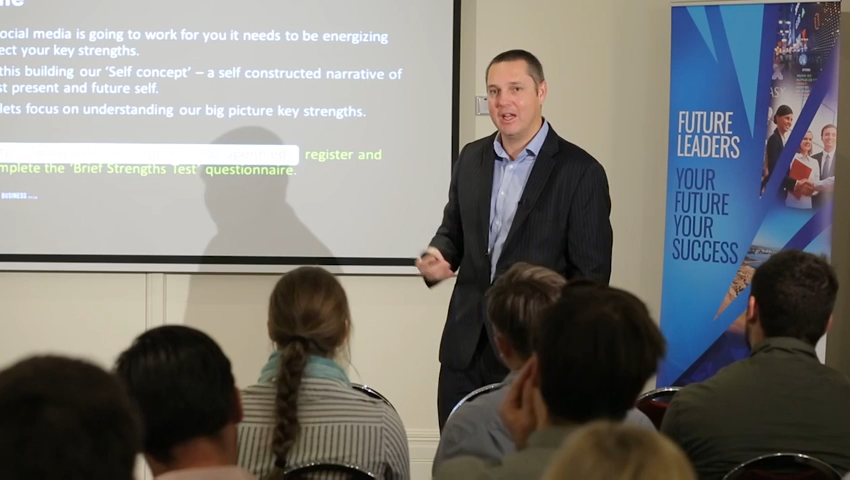 ocial media is going to work for you it needs to be energizing
ect your key strengths.
this building our 'Self concept' – a self constructed narrative of
st present and future self.
lets focus on understanding our big picture key strengths.
register and
mplete the 'Brief Strengths Test' questionnaire.
BUSINESS
FUTURE
LEADERS
YOUR
FUTURE
YOUR
SUCCESS